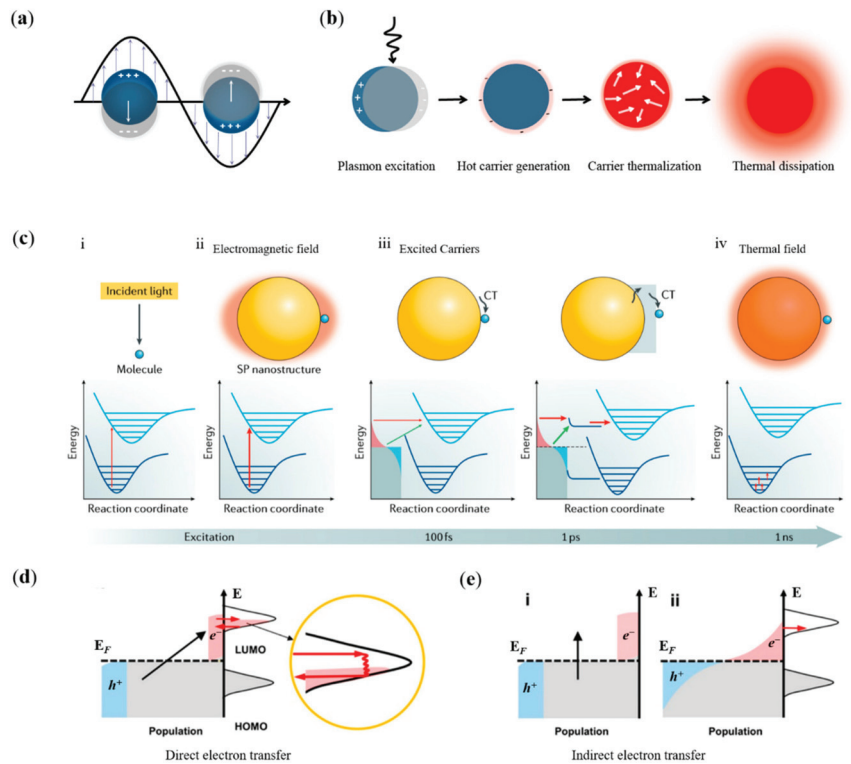 (a)
(b)
+ + +
- - -
- - -
+ + +
Plasmon excitation
Hot carrier generation
Carrier thermalization
Thermal dissipation
(c)
i
ii
Electromagnetic field
iii
Excited Carriers
iv
Thermal field
Incident light
Molecule
SP nanostructure
CT
CT
Energy
Reaction coordinate
Energy
Reaction coordinate
Energy
Reaction coordinate
Energy
Reaction coordinate
Energy
Reaction coordinate
Excitation
100 fs
1 ps
1 ns
(d)
E
E_F
e⁻
LUMO
h⁺
HOMO
Population
Direct electron transfer
(e)
i
E
E_F
e⁻
h⁺
Population
ii
E
E_F
e⁻
h⁺
Population
Indirect electron transfer